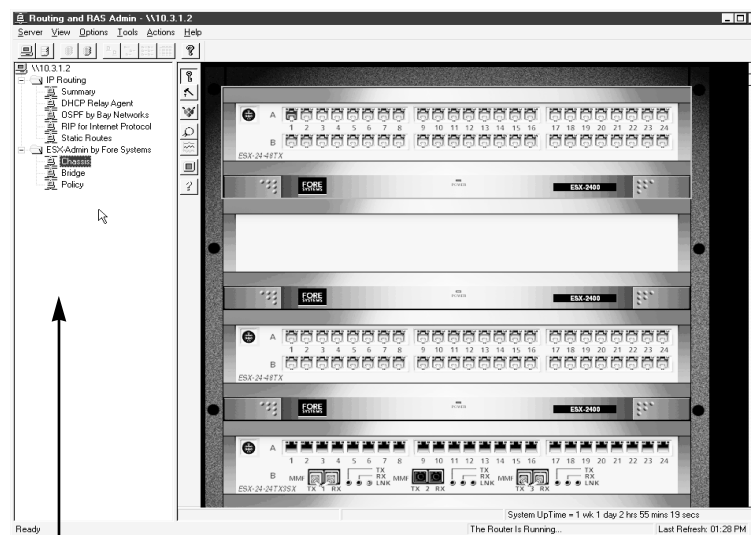 Routing and RAS Admin - \\10.3.1.2
Server View Options Tools Actions Help
\\10.3.1.2
IP Routing
Summary
DHCP Relay Agent
OSPF by Bay Networks
RIP for Internet Protocol
Static Routes
ESX-Admin by Fore Systems
Chassis
Bridge
Policy
A
1 2 3 4 5 6 7 8 9 10 11 12 13 14 15 16 17 18 19 20 21 22 23 24
B
ESX-24-48TX
FORE SYSTEMS POWER ESX-2400
FORE SYSTEMS POWER ESX-2400
A
1 2 3 4 5 6 7 8 9 10 11 12 13 14 15 16 17 18 19 20 21 22 23 24
B
ESX-24-48TX
FORE SYSTEMS POWER ESX-2400
A
1 2 3 4 5 6 7 8 9 10 11 12 13 14 15 16 17 18 19 20 21 22 23 24
B MMF TX RX LNK MMF TX RX LNK MMF TX RX LNK
TX 1 RX TX 2 RX TX 3 RX
ESX-24-24TX3SX
System UpTime = 1 wk 1 day 2 hrs 55 mins 19 secs
Ready The Router Is Running... Last Refresh: 01:28 PM